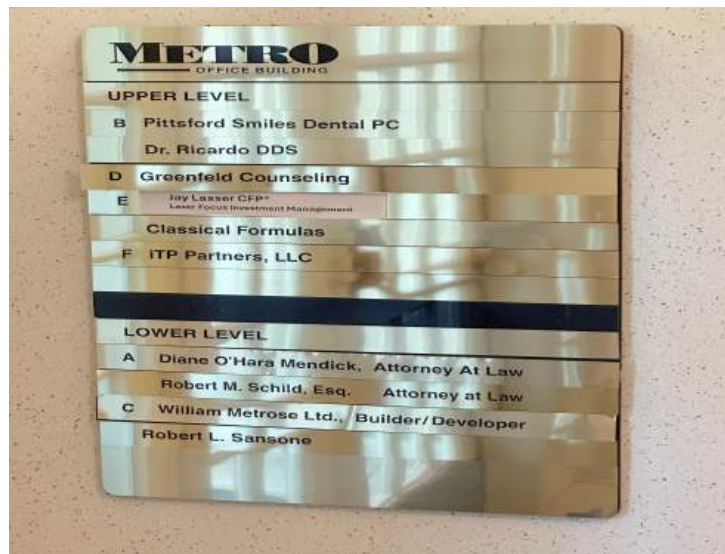 METRO
OFFICE BUILDING
UPPER LEVEL
B Pittsford Smiles Dental PC
Dr. Ricardo DDS
D Greenfeld Counseling
E Jay Lasser CFP®
Laser Focus Investment Management
Classical Formulas
F iTP Partners, LLC
LOWER LEVEL
A Diane O'Hara Mendick, Attorney At Law
Robert M. Schild, Esq. Attorney at Law
C William Metrose Ltd., Builder/Developer
Robert L. Sansone